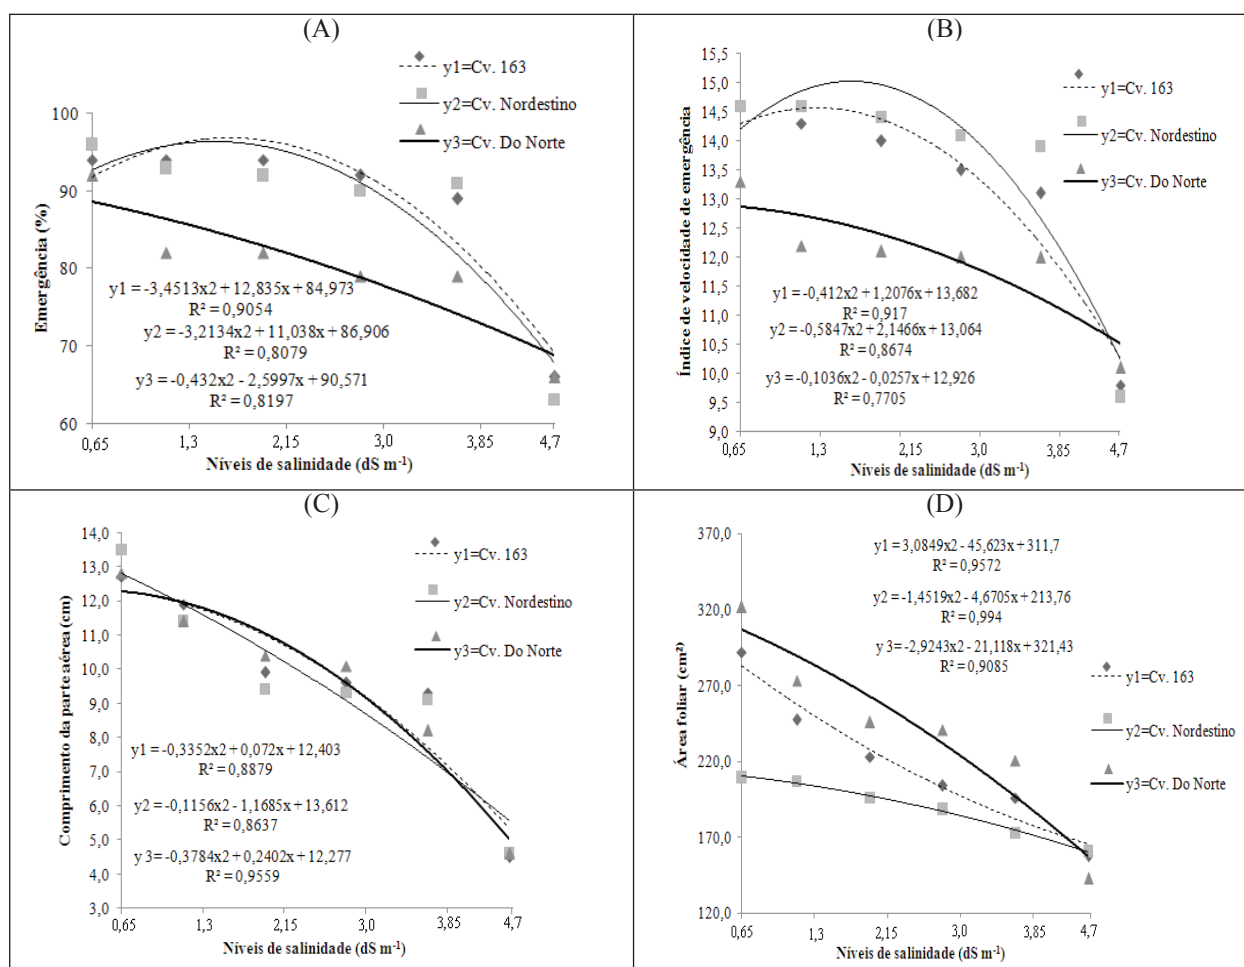 (A)
y1=Cv. 163
y2=Cv. Nordestino
y3=Cv. Do Norte
Emergência (%)
100
90
80
70
60
y1 = -3,4513x2 + 12,835x + 84,973
R² = 0,9054
y2 = -3,2134x2 + 11,038x + 86,906
R² = 0,8079
y3 = -0,432x2 - 2,5997x + 90,571
R² = 0,8197
0,65 1,3 2,15 3,0 3,85 4,7
Níveis de salinidade (dS m⁻¹)
(B)
y1=Cv. 163
y2=Cv. Nordestino
y3=Cv. Do Norte
Índice de velocidade de emergência
15,5
15,0
14,5
14,0
13,5
13,0
12,5
12,0
11,5
11,0
10,5
10,0
9,5
9,0
y1 = -0,412x2 + 1,2076x + 13,682
R² = 0,917
y2 = -0,5847x2 + 2,1466x + 13,064
R² = 0,8674
y3 = -0,1036x2 - 0,0257x + 12,926
R² = 0,7705
0,65 1,3 2,15 3,0 3,85 4,7
Níveis de salinidade (dS m⁻¹)
(C)
y1=Cv. 163
y2=Cv. Nordestino
y3=Cv. Do Norte
Comprimento da parte aérea (cm)
14,0
13,0
12,0
11,0
10,0
9,0
8,0
7,0
6,0
5,0
4,0
3,0
y1 = -0,3352x2 + 0,072x + 12,403
R² = 0,8879
y2 = -0,1156x2 - 1,1685x + 13,612
R² = 0,8637
y3 = -0,3784x2 + 0,2402x + 12,277
R² = 0,9559
0,65 1,3 2,15 3,0 3,85 4,7
Níveis de salinidade (dS m⁻¹)
(D)
y1 = 3,0849x2 - 45,623x + 311,7
R² = 0,9572
y2 = -1,4519x2 - 4,6705x + 213,76
R² = 0,994
y3 = -2,9243x2 - 21,118x + 321,43
R² = 0,9085
y1=Cv. 163
y2=Cv. Nordestino
y3=Cv. Do Norte
Área foliar (cm²)
370,0
320,0
270,0
220,0
170,0
120,0
0,65 1,3 2,15 3,0 3,85 4,7
Níveis de salinidade (dS m⁻¹)